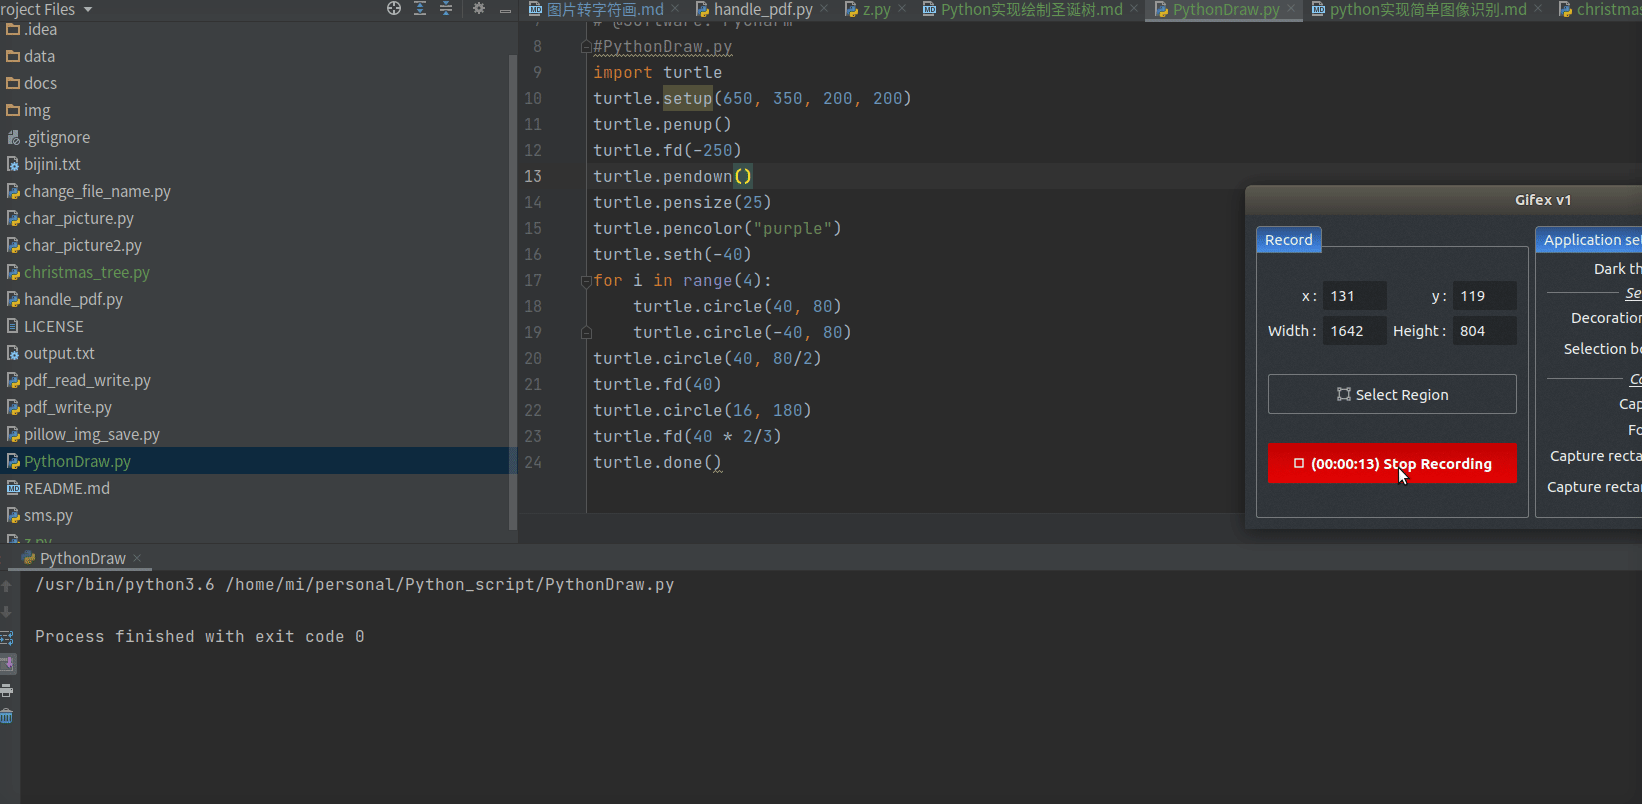 roject Files
.idea
data
docs
img
.gitignore
bijini.txt
change_file_name.py
char_picture.py
char_picture2.py
christmas_tree.py
handle_pdf.py
LICENSE
output.txt
pdf_read_write.py
pdf_write.py
pillow_img_save.py
PythonDraw.py
README.md
sms.py
z.py
图片转字符画.md
handle_pdf.py
z.py
Python实现绘制圣诞树.md
PythonDraw.py
python实现简单图像识别.md
christmas
# @Software: PyCharm
8 #PythonDraw.py
9 import turtle
10 turtle.setup(650, 350, 200, 200)
11 turtle.penup()
12 turtle.fd(-250)
13 turtle.pendown()
14 turtle.pensize(25)
15 turtle.pencolor("purple")
16 turtle.seth(-40)
17 for i in range(4):
18 turtle.circle(40, 80)
19 turtle.circle(-40, 80)
20 turtle.circle(40, 80/2)
21 turtle.fd(40)
22 turtle.circle(16, 180)
23 turtle.fd(40 * 2/3)
24 turtle.done()
Gifex v1
Record
x : 131 y : 119
Width : 1642 Height : 804
Select Region
(00:00:13) Stop Recording
Application set
Dark th
Se
Decoration
Selection bo
Co
Cap
Fo
Capture recta
Capture rectar
PythonDraw
/usr/bin/python3.6 /home/mi/personal/Python_script/PythonDraw.py
Process finished with exit code 0